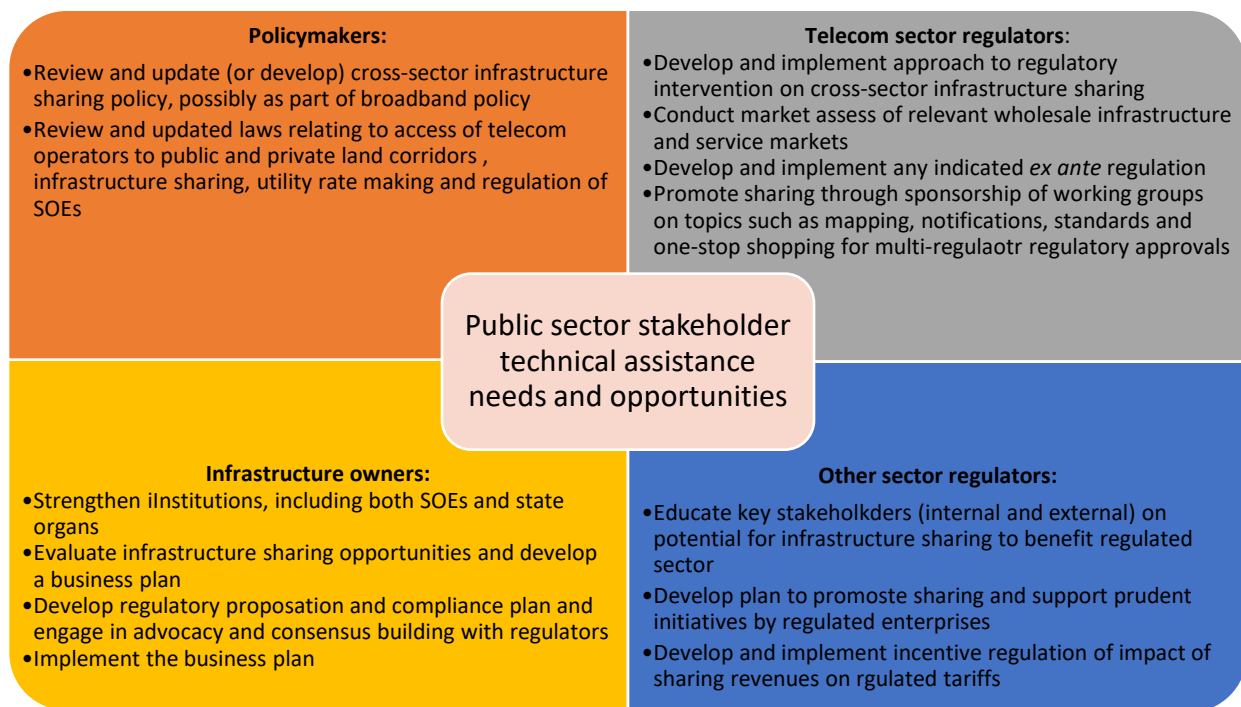 Policymakers:
•Review and update (or develop) cross-sector infrastructure
sharing policy, possibly as part of broadband policy
•Review and updated laws relating to access of telecom
operators to public and private land corridors ,
infrastructure sharing, utility rate making and regulation of
SOEs
Telecom sector regulators:
•Develop and implement approach to regulatory
intervention on cross-sector infrastructure sharing
•Conduct market assess of relevant wholesale infrastructure
and service markets
•Develop and implement any indicated ex ante regulation
•Promote sharing through sponsorship of working groups
on topics such as mapping, notifications, standards and
one-stop shopping for multi-regulaotr regulatory approvals
Public sector stakeholder
technical assistance
needs and opportunities
Infrastructure owners:
•Strengthen iInstitutions, including both SOEs and state
organs
•Evaluate infrastructure sharing opportunities and develop
a business plan
•Develop regulatory proposation and compliance plan and
engage in advocacy and consensus building with regulators
•Implement the business plan
Other sector regulators:
•Educate key stakeholkders (internal and external) on
potential for infrastructure sharing to benefit regulated
sector
•Develop plan to promoste sharing and support prudent
initiatives by regulated enterprises
•Develop and implement incentive regulation of impact of
sharing revenues on rgulated tariffs